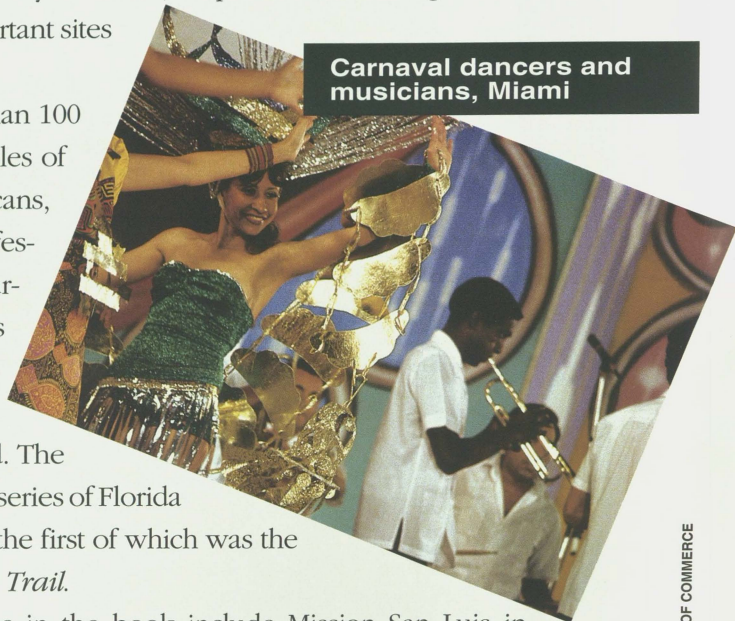 rtant sites
Carnaval dancers and
musicians, Miami
an 100
les of
cans,
fes-
r-
s
. The
series of Florida
the first of which was the
Trail.
in the book include Mission San Luis in
OF COMMERCE